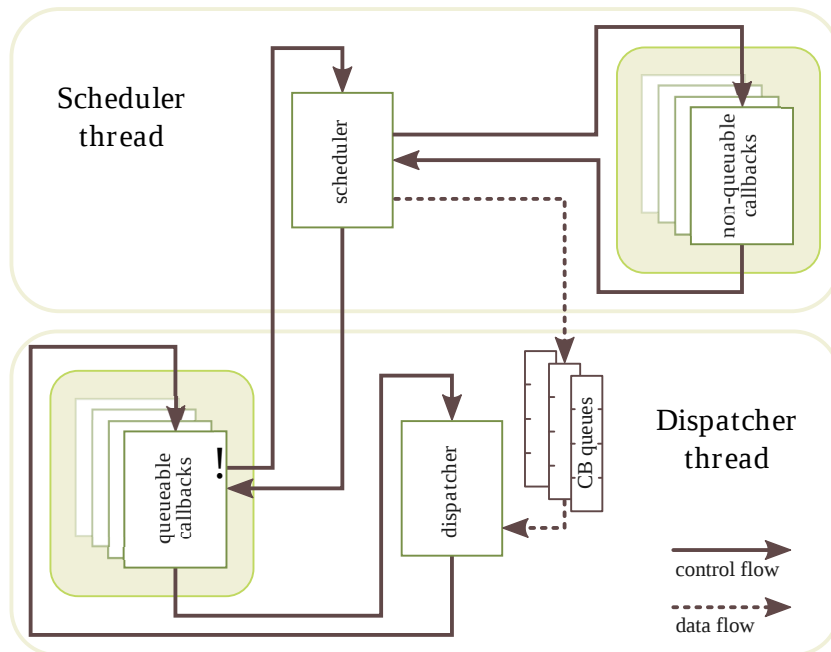 Scheduler
thread
scheduler
non-queuable
callbacks
queueable
callbacks
!
dispatcher
CB queues
Dispatcher
thread
control flow
data flow